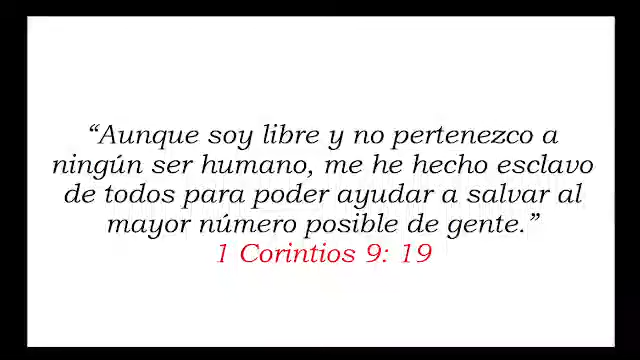 “Aunque soy libre y no pertenezco a
ningún ser humano, me he hecho esclavo
de todos para poder ayudar a salvar al
mayor número posible de gente.”
1 Corintios 9: 19